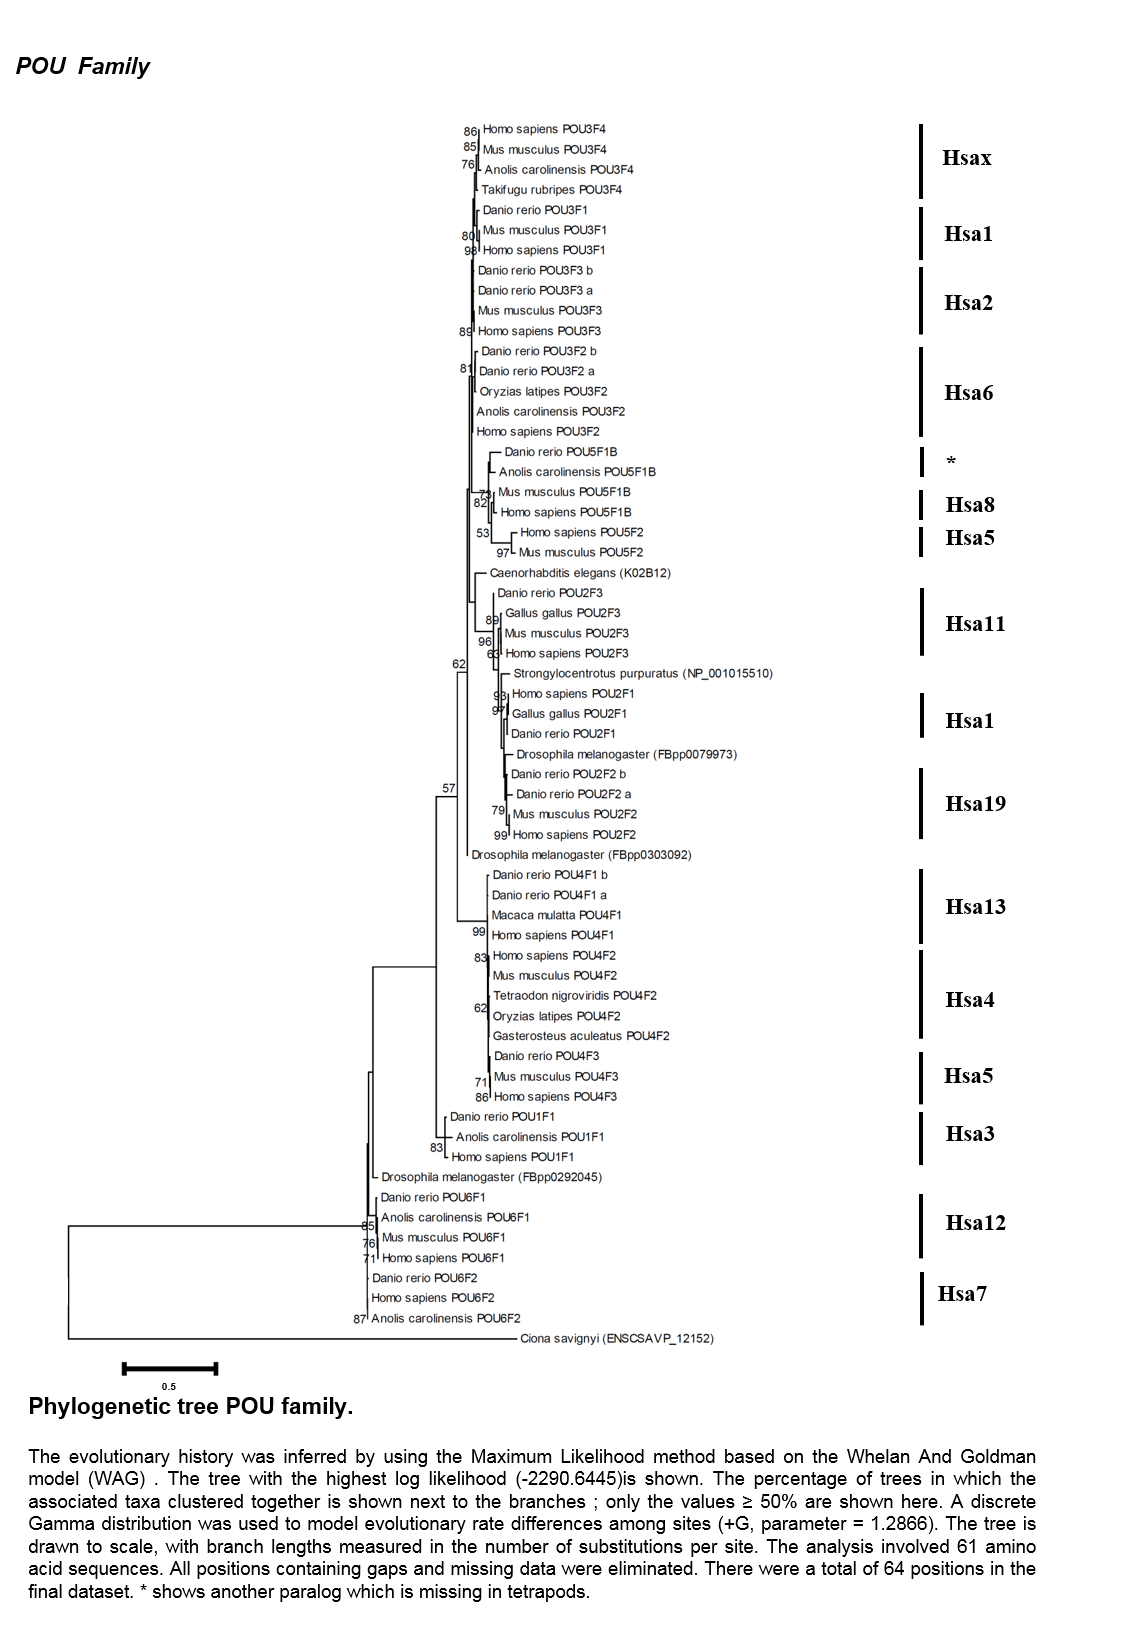 POU Family
86 Homo sapiens POU3F4
85 Mus musculus POU3F4
Hsax
76 Anolis carolinensis POU3F4
Takifugu rubripes POU3F4
Danio rerio POU3F1
80 Mus musculus POU3F1
Hsa1
98 Homo sapiens POU3F1
Danio rerio POU3F3 b
Danio rerio POU3F3 a
Hsa2
Mus musculus POU3F3
89 Homo sapiens POU3F3
Danio rerio POU3F2 b
81 Danio rerio POU3F2 a
Oryzias latipes POU3F2
Hsa6
Anolis carolinensis POU3F2
Homo sapiens POU3F2
Danio rerio POU5F1B
*
Anolis carolinensis POU5F1B
73 Mus musculus POU5F1B
82
Hsa8
Homo sapiens POU5F1B
53 Homo sapiens POU5F2
Hsa5
97 Mus musculus POU5F2
Caenorhabditis elegans (K02B12)
Danio rerio POU2F3
89 Gallus gallus POU2F3
Hsa11
96 Mus musculus POU2F3
63 Homo sapiens POU2F3
62
Strongylocentrotus purpuratus (NP_001015510)
93 Homo sapiens POU2F1
97 Gallus gallus POU2F1
Hsa1
Danio rerio POU2F1
Drosophila melanogaster (FBpp0079973)
Danio rerio POU2F2 b
57
Danio rerio POU2F2 a
Hsa19
79 Mus musculus POU2F2
99 Homo sapiens POU2F2
Drosophila melanogaster (FBpp0303092)
Danio rerio POU4F1 b
Danio rerio POU4F1 a
Hsa13
Macaca mulatta POU4F1
99 Homo sapiens POU4F1
83 Homo sapiens POU4F2
Mus musculus POU4F2
Tetraodon nigroviridis POU4F2
Hsa4
62 Oryzias latipes POU4F2
Gasterosteus aculeatus POU4F2
Danio rerio POU4F3
71 Mus musculus POU4F3
Hsa5
86 Homo sapiens POU4F3
Danio rerio POU1F1
Anolis carolinensis POU1F1
Hsa3
83 Homo sapiens POU1F1
Drosophila melanogaster (FBpp0292045)
Danio rerio POU6F1
85 Anolis carolinensis POU6F1
Hsa12
76 Mus musculus POU6F1
71 Homo sapiens POU6F1
Danio rerio POU6F2
Hsa7
Homo sapiens POU6F2
87 Anolis carolinensis POU6F2
Ciona savignyi (ENSCSAVP_12152)
0.5
Phylogenetic tree POU family.
The evolutionary history was inferred by using the Maximum Likelihood method based on the Whelan And Goldman
model (WAG) . The tree with the highest log likelihood (-2290.6445)is shown. The percentage of trees in which the
associated taxa clustered together is shown next to the branches ; only the values ≥ 50% are shown here. A discrete
Gamma distribution was used to model evolutionary rate differences among sites (+G, parameter = 1.2866). The tree is
drawn to scale, with branch lengths measured in the number of substitutions per site. The analysis involved 61 amino
acid sequences. All positions containing gaps and missing data were eliminated. There were a total of 64 positions in the
final dataset. * shows another paralog which is missing in tetrapods.